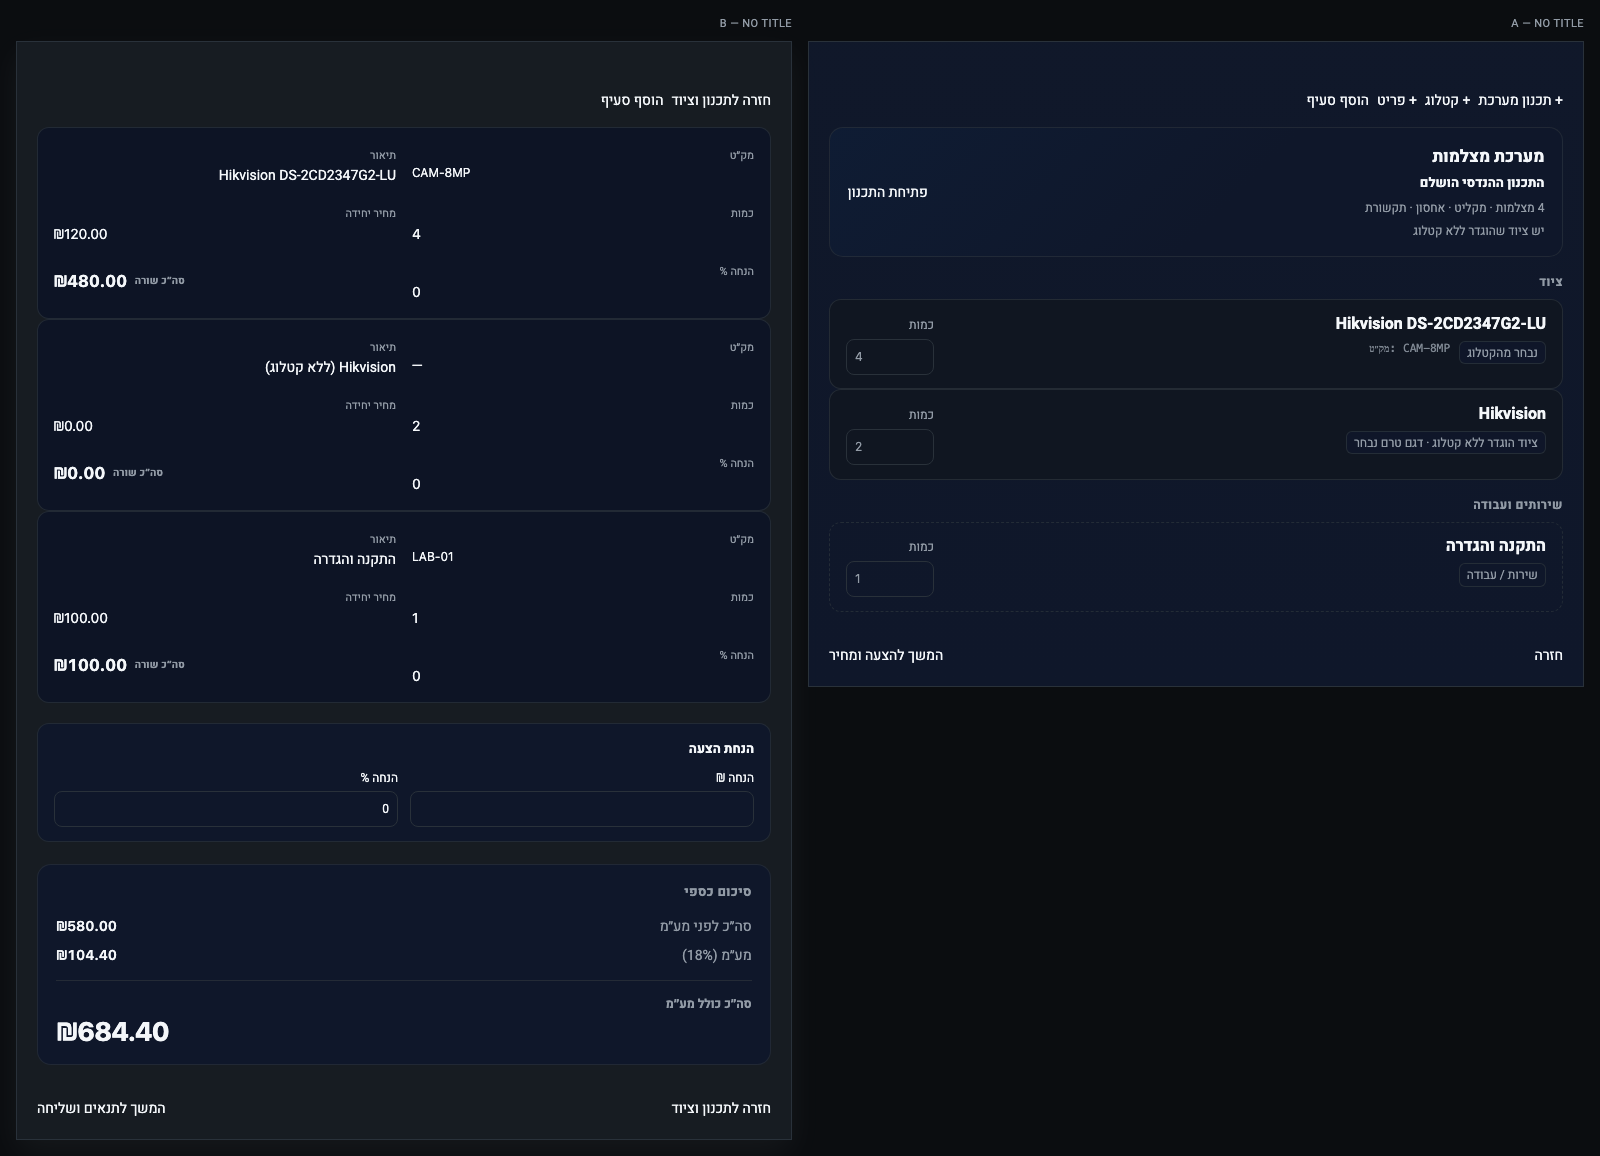 A — NO TITLE
+ תכנון מערכת + קטלוג + פריט הוסף סעיף
מערכת מצלמות
התכנון ההנדסי הושלם
4 מצלמות · מקליט · אחסון · תקשורת
יש ציוד שהוגדר ללא קטלוג
פתיחת התכנון
ציוד
Hikvision DS-2CD2347G2-LU
נבחר מהקטלוג
מק״ט: CAM-8MP
כמות
4
Hikvision
ציוד הוגדר ללא קטלוג · דגם טרם נבחר
כמות
2
שירותים ועבודה
התקנה והגדרה
שירות / עבודה
כמות
1
חזרה
המשך להצעה ומחיר
B — NO TITLE
חזרה לתכנון וציוד הוסף סעיף
מק״ט
CAM-8MP
תיאור
Hikvision DS-2CD2347G2-LU
כמות
4
מחיר יחידה
₪120.00
הנחה %
0
סה״כ שורה ₪480.00
מק״ט
—
תיאור
Hikvision (ללא קטלוג)
כמות
2
מחיר יחידה
₪0.00
הנחה %
0
סה״כ שורה ₪0.00
מק״ט
LAB-01
תיאור
התקנה והגדרה
כמות
1
מחיר יחידה
₪100.00
הנחה %
0
סה״כ שורה ₪100.00
הנחת הצעה
הנחה ₪
הנחה %
0
סיכום כספי
סה״כ לפני מע״מ ₪580.00
מע״מ (18%) ₪104.40
סה״כ כולל מע״מ
₪684.40
חזרה לתכנון וציוד
המשך לתנאים ושליחה